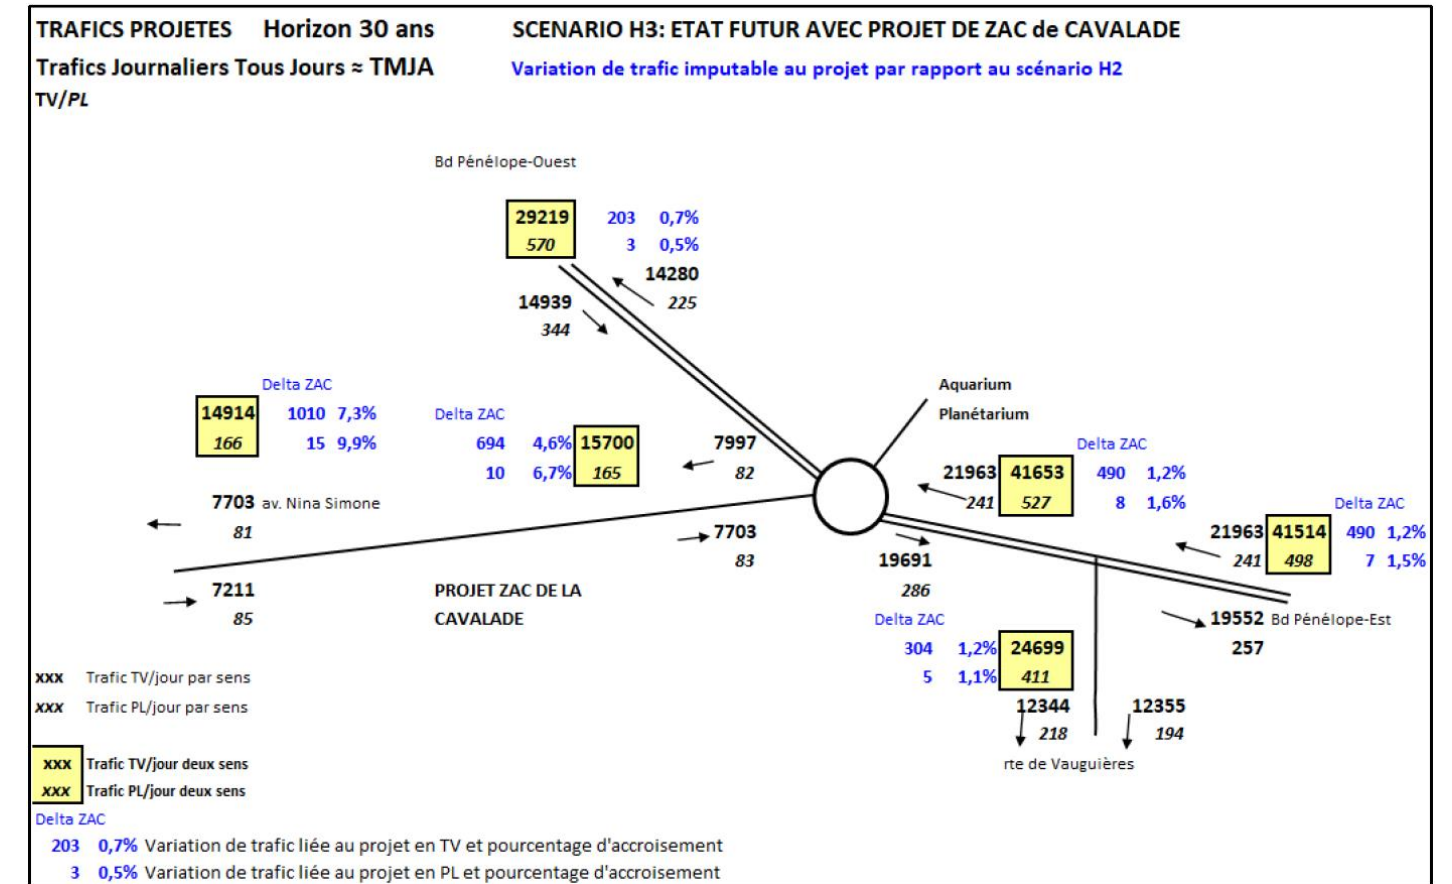 TRAFICS PROJETES Horizon 30 ans SCENARIO H3: ETAT FUTUR AVEC PROJET DE ZAC de CAVALADE
Trafics Journaliers Tous Jours ≈ TMJA Variation de trafic imputable au projet par rapport au scénario H2
TV/PL
Bd Pénélope-Ouest
29219 203 0,7%
570 3 0,5%
14280
14939 225
344
Delta ZAC Aquarium
14914 1010 7,3% Delta ZAC Planétarium
166 15 9,9% 694 4,6% 15700 7997 Delta ZAC
10 6,7% 165 82 21963 41653 490 1,2%
7703 av. Nina Simone 241 527 8 1,6% Delta ZAC
81 7703 21963 41514 490 1,2%
83 19691 241 498 7 1,5%
7211 PROJET ZAC DE LA 286
85 CAVALADE Delta ZAC 19552 Bd Pénélope-Est
304 1,2% 24699 257
xxx Trafic TV/jour par sens 5 1,1% 411
xxx Trafic PL/jour par sens 12344 12355
218 194
xxx Trafic TV/jour deux sens rte de Vauguières
xxx Trafic PL/jour deux sens
Delta ZAC
203 0,7% Variation de trafic liée au projet en TV et pourcentage d'accroisement
3 0,5% Variation de trafic liée au projet en PL et pourcentage d'accroisement